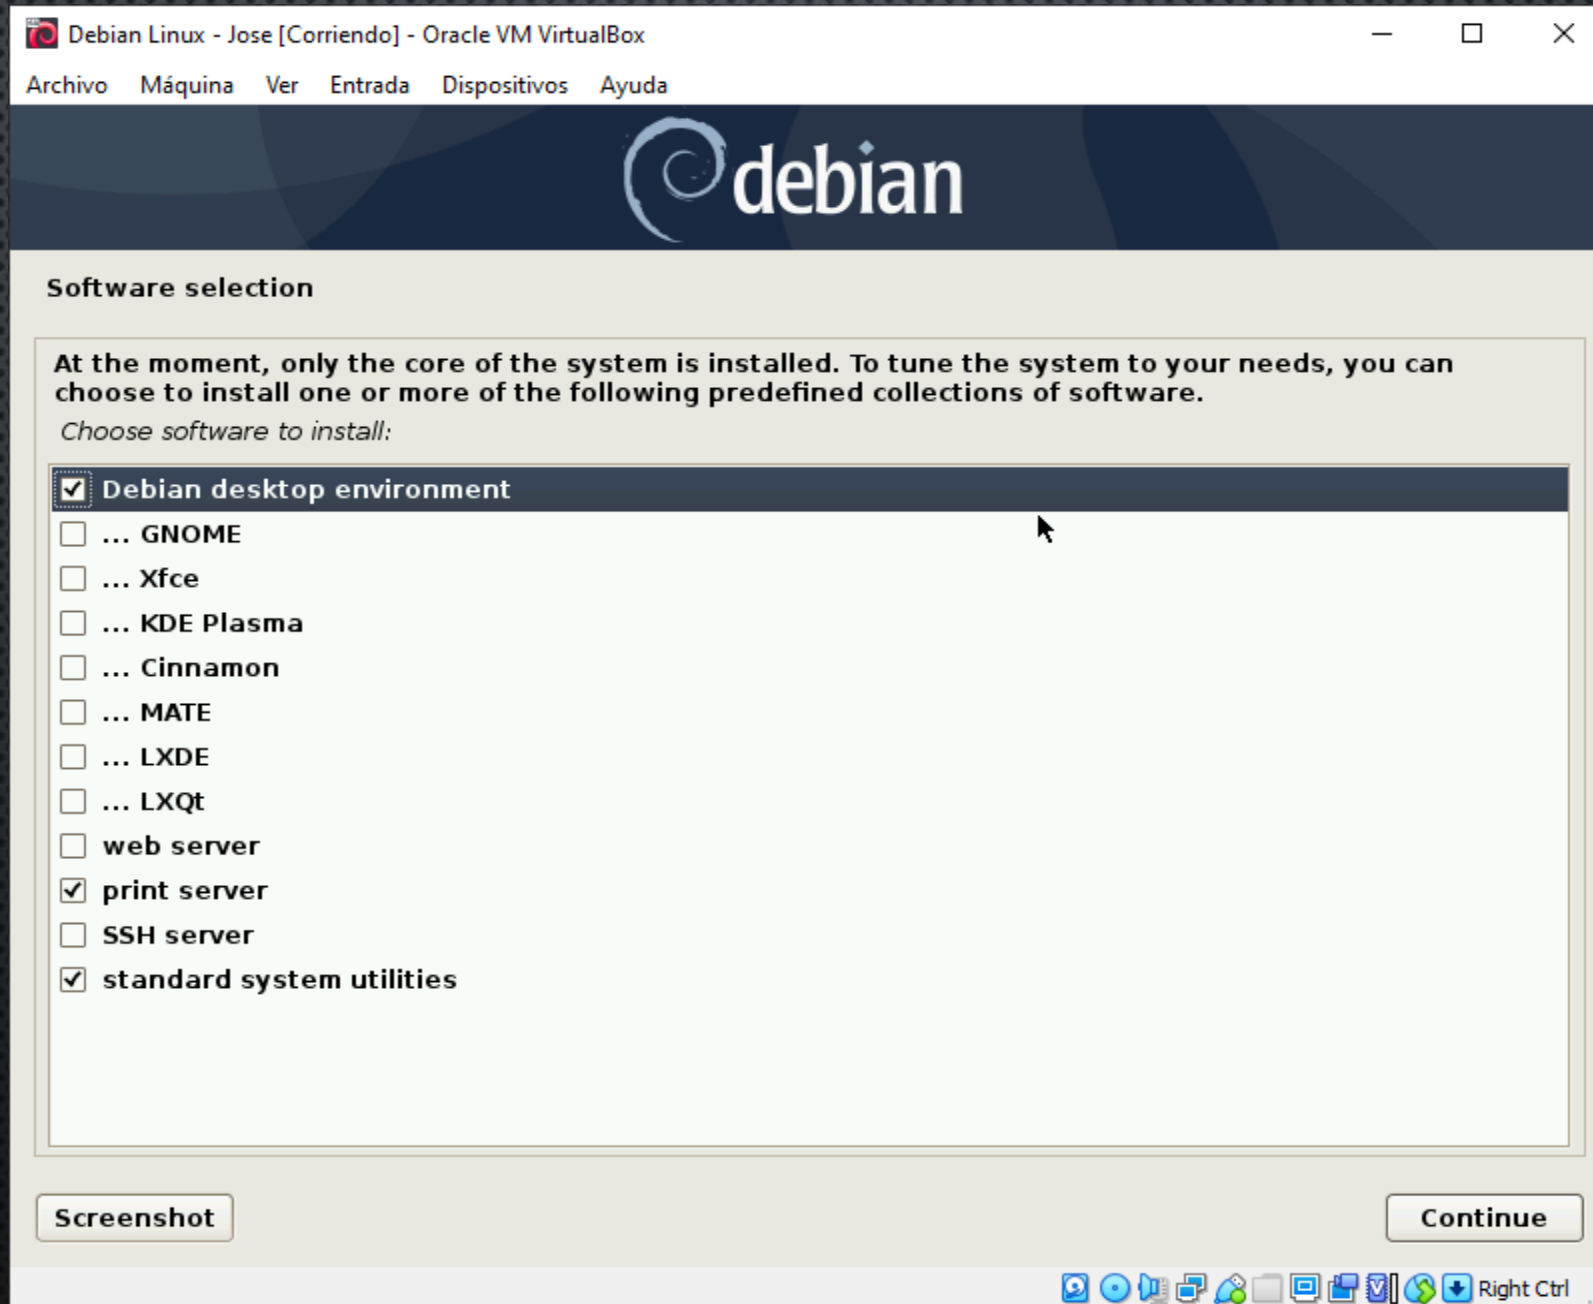 Debian Linux - Jose [Corriendo] - Oracle VM VirtualBox
Archivo Máquina Ver Entrada Dispositivos Ayuda
debian
Software selection
At the moment, only the core of the system is installed. To tune the system to your needs, you can
choose to install one or more of the following predefined collections of software.
Choose software to install:
Debian desktop environment
... GNOME
... Xfce
... KDE Plasma
... Cinnamon
... MATE
... LXDE
... LXQt
web server
print server
SSH server
standard system utilities
Screenshot
Continue
Right Ctrl